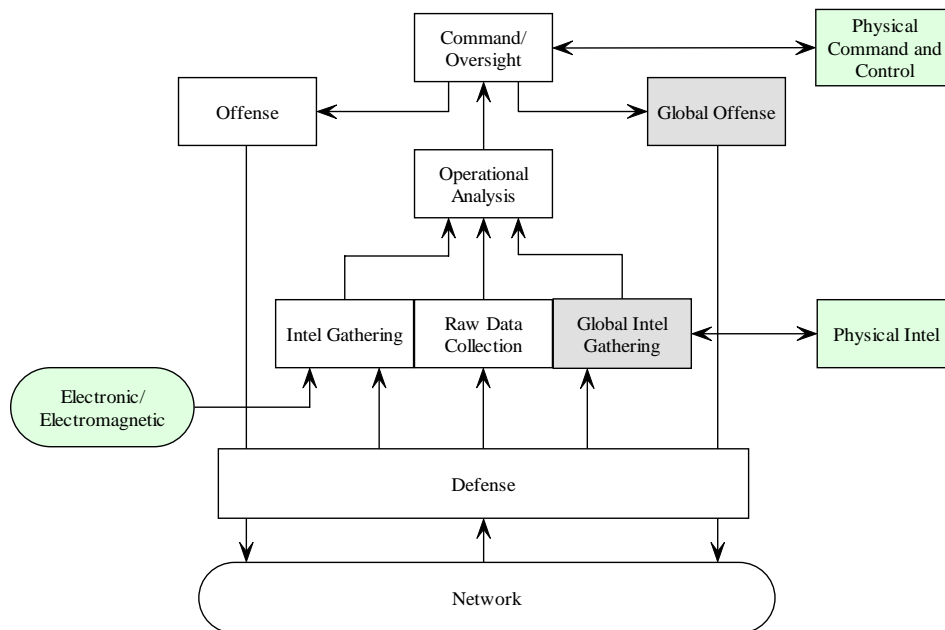 Command/
Oversight
Physical
Command and
Control
Offense
Global Offense
Operational
Analysis
Intel Gathering
Raw Data
Collection
Global Intel
Gathering
Physical Intel
Electronic/
Electromagnetic
Defense
Network